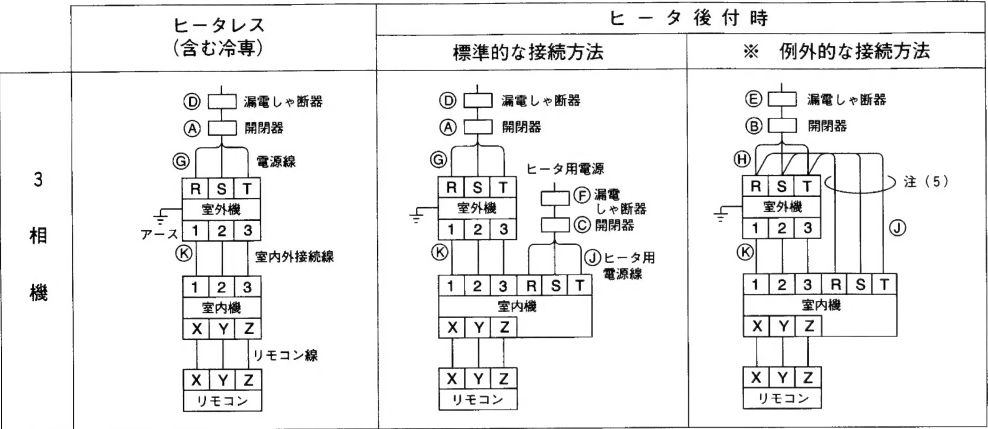 ヒータレス
(含む冷専)
ヒータ後付時
標準的な接続方法
※ 例外的な接続方法
3相機
Ⓓ 漏電しゃ断器
Ⓐ 開閉器
Ⓖ 電源線
R S T
室外機
アース 1 2 3
Ⓚ 室内外接続線
1 2 3
室内機
X Y Z
リモコン線
X Y Z
リモコン
Ⓓ 漏電しゃ断器
Ⓐ 開閉器
Ⓖ
ヒータ用電源
R S T
Ⓕ 漏電
しゃ断器
室外機
Ⓒ 開閉器
1 2 3
Ⓚ
Ⓙ ヒータ用
電源線
1 2 3 R S T
室内機
X Y Z
X Y Z
リモコン
Ⓔ 漏電しゃ断器
Ⓑ 開閉器
Ⓗ
R S T
注(5)
室外機
1 2 3
Ⓙ
Ⓚ
1 2 3 R S T
室内機
X Y Z
X Y Z
リモコン